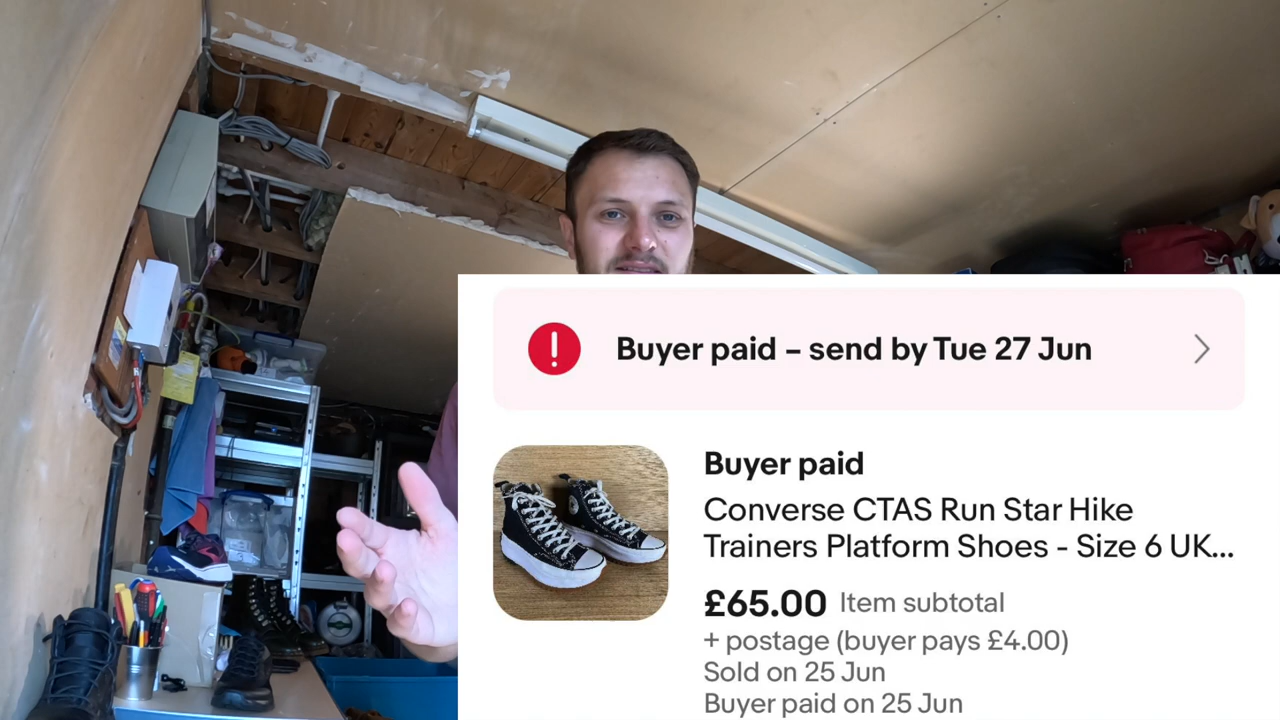 Buyer paid – send by Tue 27 Jun
Buyer paid
Converse CTAS Run Star Hike
Trainers Platform Shoes - Size 6 UK...
£65.00 Item subtotal
+ postage (buyer pays £4.00)
Sold on 25 Jun
Buyer paid on 25 Jun